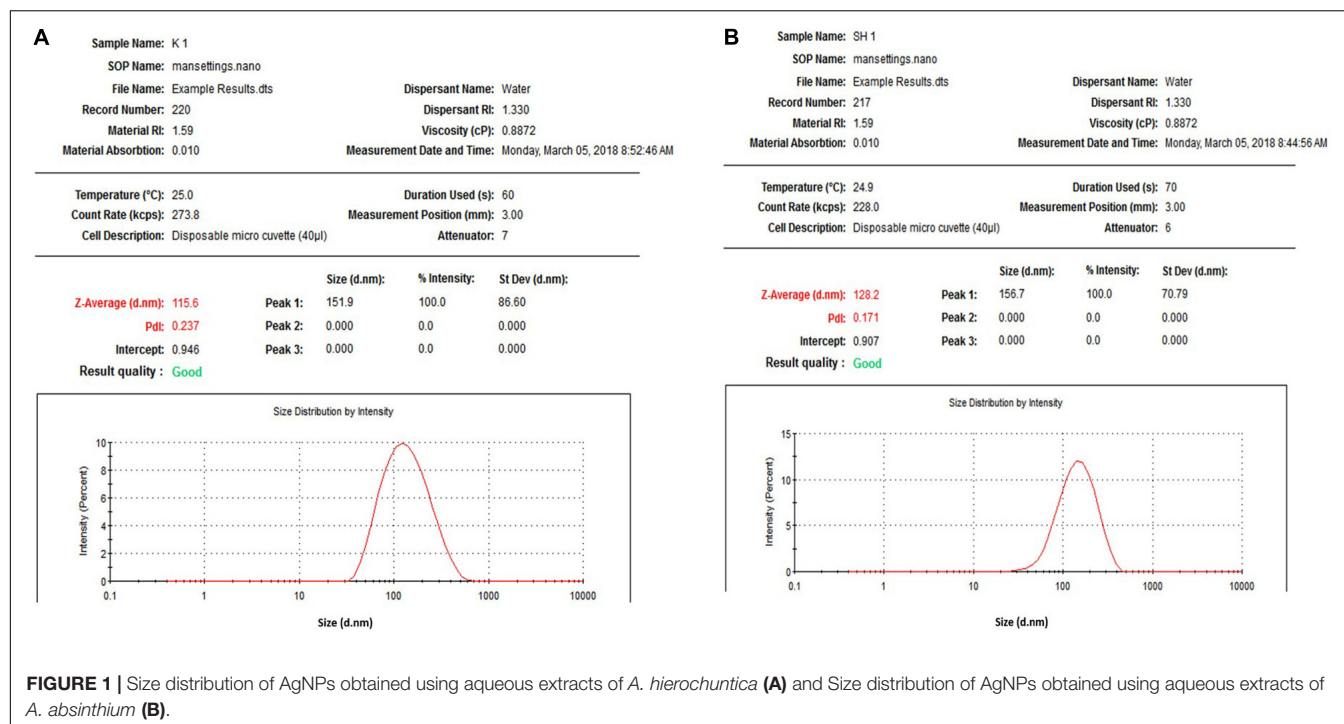 A
Sample Name: K 1
SOP Name: mansettings.nano
File Name: Example Results.dts Dispersant Name: Water
Record Number: 220 Dispersant RI: 1.330
Material RI: 1.59 Viscosity (cP): 0.8872
Material Absorbtion: 0.010 Measurement Date and Time: Monday, March 05, 2018 8:52:46 AM
Temperature (°C): 25.0 Duration Used (s): 60
Count Rate (kcps): 273.8 Measurement Position (mm): 3.00
Cell Description: Disposable micro cuvette (40µl) Attenuator: 7
Size (d.nm): % Intensity: St Dev (d.nm):
Z-Average (d.nm): 115.6 Peak 1: 151.9 100.0 86.60
PdI: 0.237 Peak 2: 0.000 0.0 0.000
Intercept: 0.946 Peak 3: 0.000 0.0 0.000
Result quality : Good
Size Distribution by Intensity
Intensity (Percent)
10
8
6
4
2
0
0.1 1 10 100 1000 10000
Size (d.nm)
B
Sample Name: SH 1
SOP Name: mansettings.nano
File Name: Example Results.dts Dispersant Name: Water
Record Number: 217 Dispersant RI: 1.330
Material RI: 1.59 Viscosity (cP): 0.8872
Material Absorbtion: 0.010 Measurement Date and Time: Monday, March 05, 2018 8:44:56 AM
Temperature (°C): 24.9 Duration Used (s): 70
Count Rate (kcps): 228.0 Measurement Position (mm): 3.00
Cell Description: Disposable micro cuvette (40µl) Attenuator: 6
Size (d.nm): % Intensity: St Dev (d.nm):
Z-Average (d.nm): 128.2 Peak 1: 156.7 100.0 70.79
PdI: 0.171 Peak 2: 0.000 0.0 0.000
Intercept: 0.907 Peak 3: 0.000 0.0 0.000
Result quality : Good
Size Distribution by Intensity
Intensity (Percent)
15
10
5
0
0.1 1 10 100 1000 10000
Size (d.nm)
FIGURE 1 | Size distribution of AgNPs obtained using aqueous extracts of A. hierochuntica (A) and Size distribution of AgNPs obtained using aqueous extracts of
A. absinthium (B).